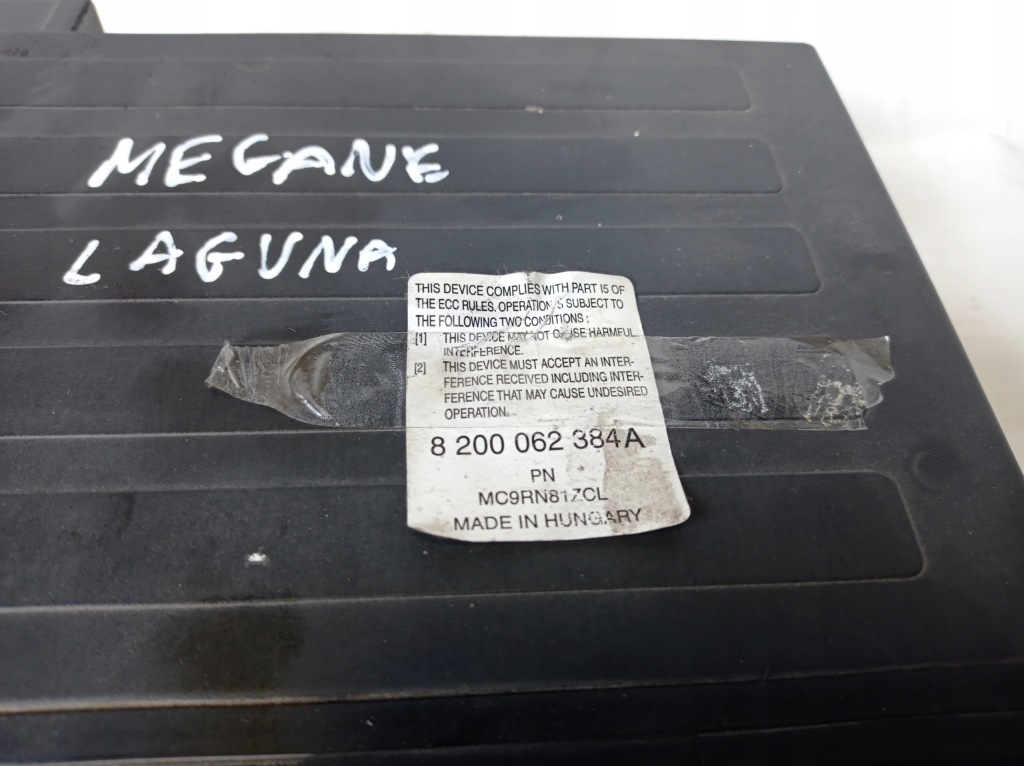 MEGANE
LAGUNA
THIS DEVICE COMPLIES WITH PART 15 OF
THE ECC RULES. OPERATION IS SUBJECT TO
THE FOLLOWING TWO CONDITIONS :
[1] THIS DEVICE MAY NOT CAUSE HARMFUL
INTERFERENCE.
[2] THIS DEVICE MUST ACCEPT AN INTER-
FERENCE RECEIVED INCLUDING INTER-
FERENCE THAT MAY CAUSE UNDESIRED
OPERATION.
8 200 062 384A
PN
MC9RN81ZCL
MADE IN HUNGARY